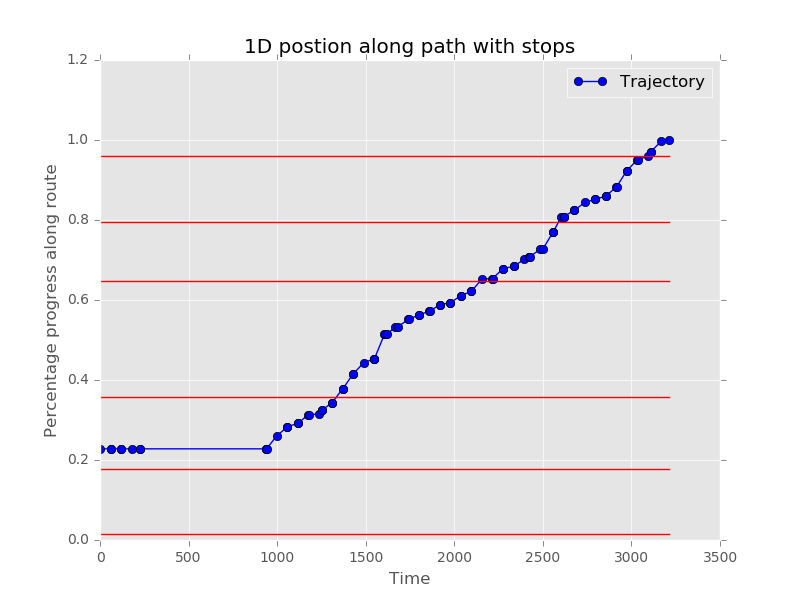 1D postion along path with stops
Trajectory
Percentage progress along route
1.2
1.0
0.8
0.6
0.4
0.2
0.0
0 500 1000 1500 2000 2500 3000 3500
Time